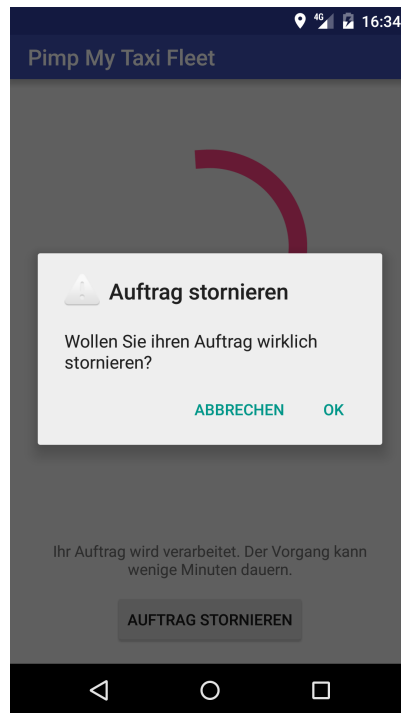 4G 16:34
Pimp My Taxi Fleet
Auftrag stornieren
Wollen Sie ihren Auftrag wirklich
stornieren?
ABBRECHEN OK
Ihr Auftrag wird verarbeitet. Der Vorgang kann
wenige Minuten dauern.
AUFTRAG STORNIEREN